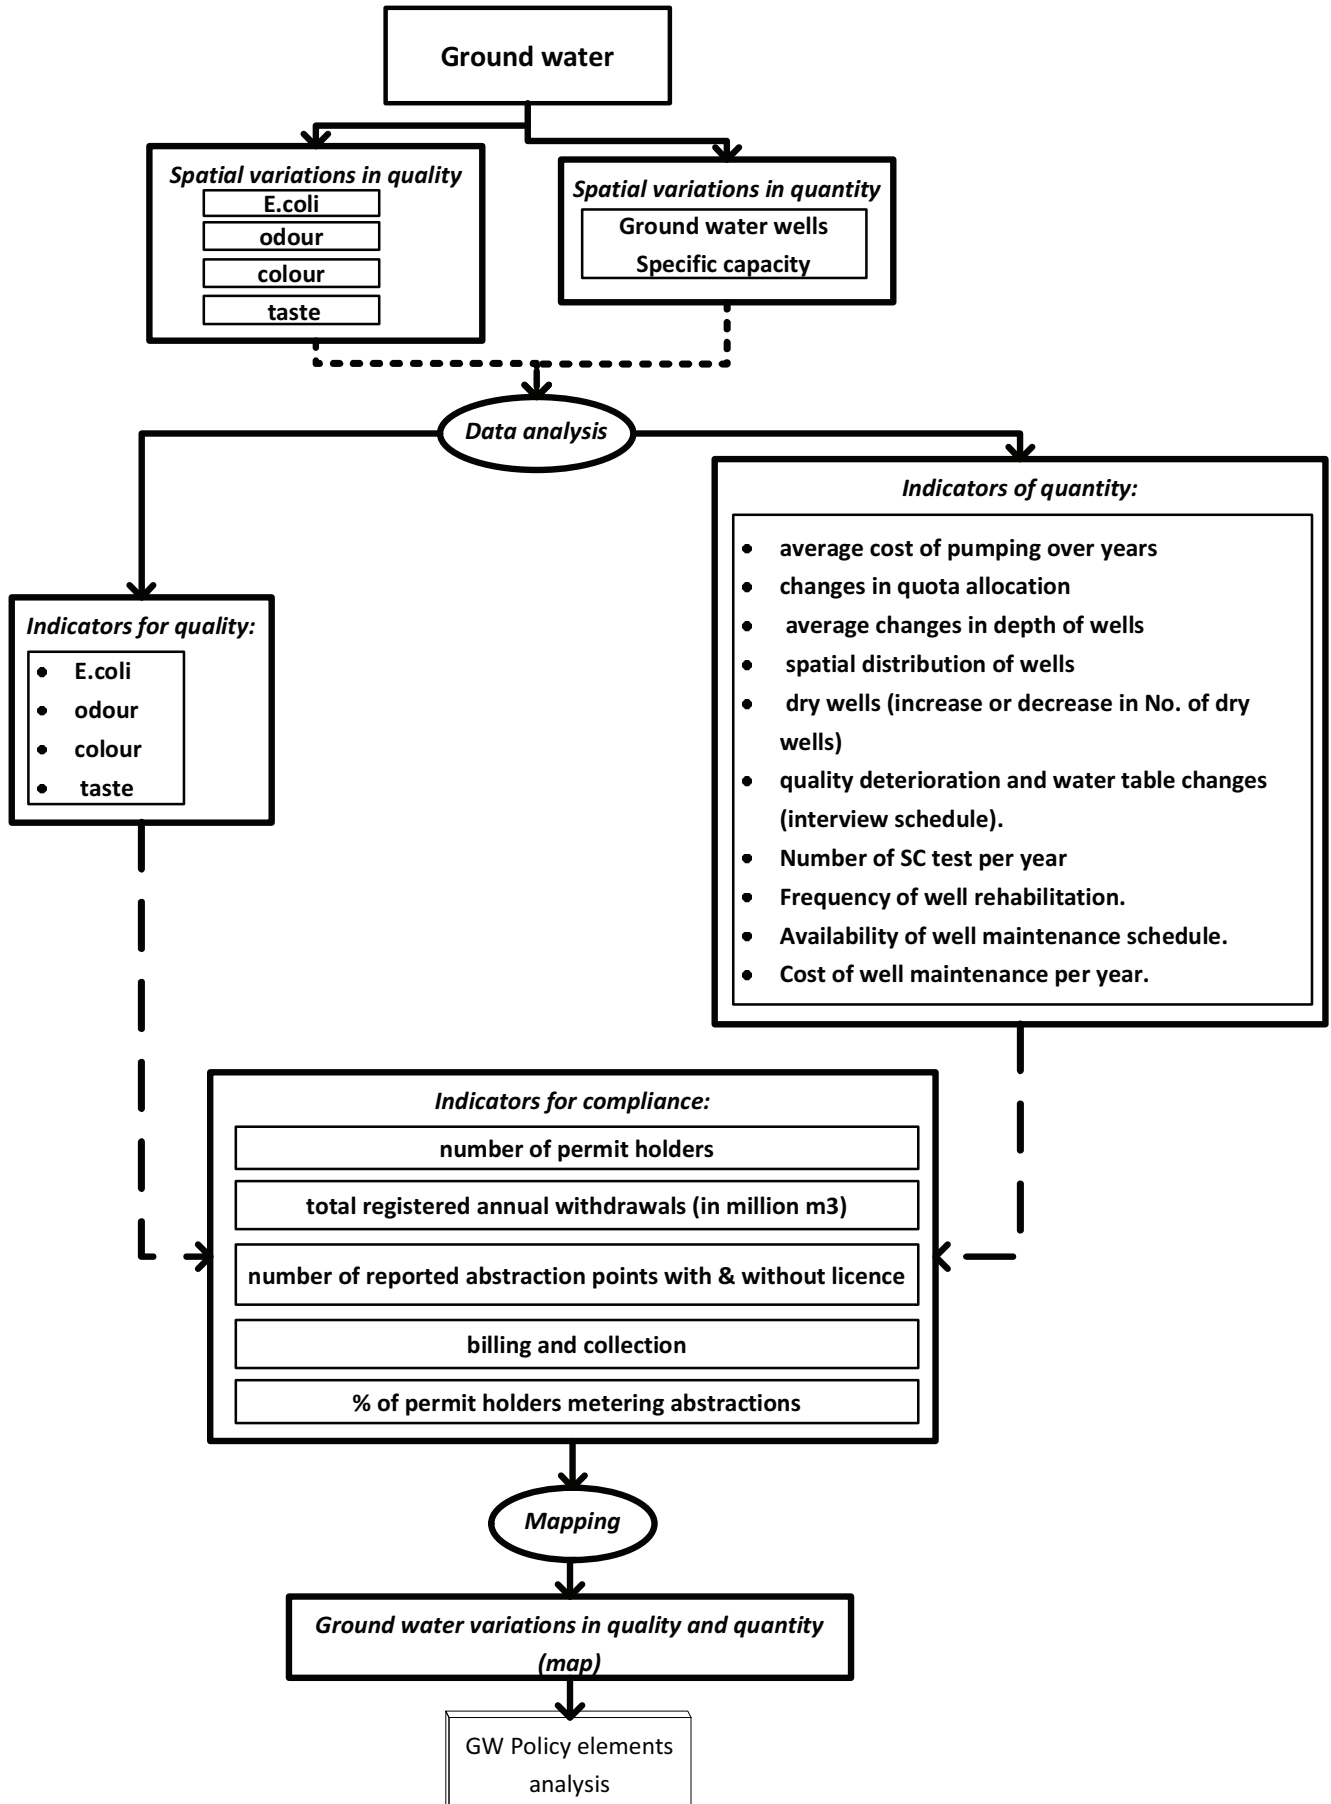 Ground water
Spatial variations in quality
E.coli
odour
colour
taste
Spatial variations in quantity
Ground water wells
Specific capacity
Data analysis
Indicators of quantity:
• average cost of pumping over years
• changes in quota allocation
• average changes in depth of wells
• spatial distribution of wells
• dry wells (increase or decrease in No. of dry
wells)
• quality deterioration and water table changes
(interview schedule).
• Number of SC test per year
• Frequency of well rehabilitation.
• Availability of well maintenance schedule.
• Cost of well maintenance per year.
Indicators for quality:
• E.coli
• odour
• colour
• taste
Indicators for compliance:
number of permit holders
total registered annual withdrawals (in million m3)
number of reported abstraction points with & without licence
billing and collection
% of permit holders metering abstractions
Mapping
Ground water variations in quality and quantity
(map)
GW Policy elements
analysis